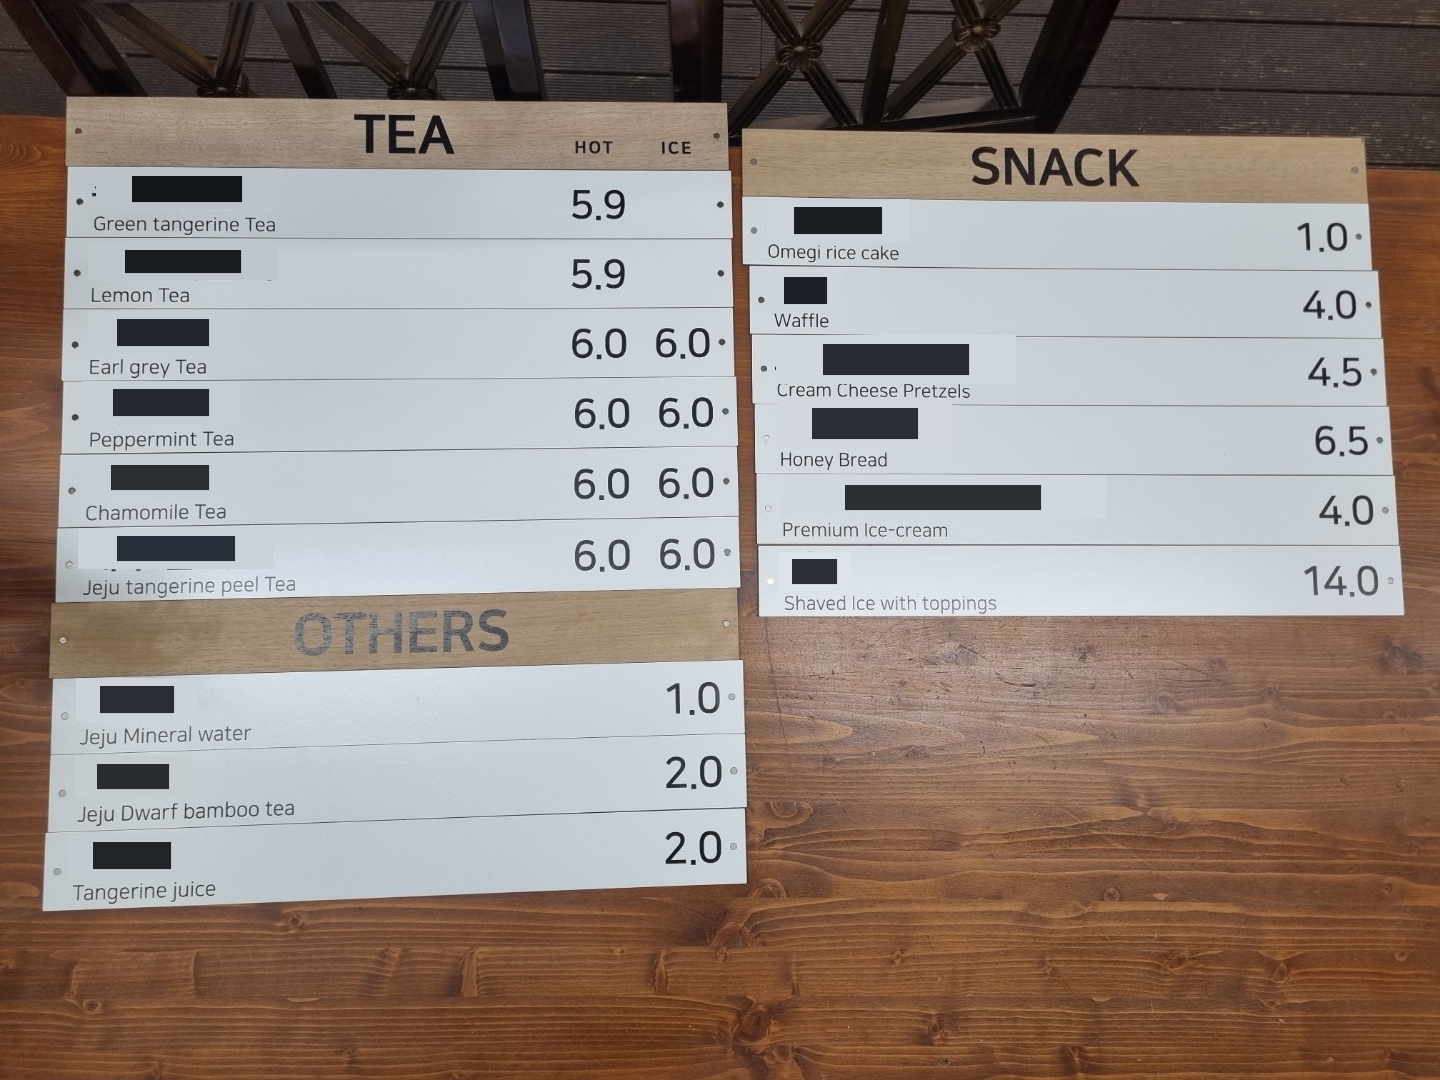 TEA
HOT ICE
Green tangerine Tea 5.9
Lemon Tea 5.9
Earl grey Tea 6.0 6.0
Peppermint Tea 6.0 6.0
Chamomile Tea 6.0 6.0
Jeju tangerine peel Tea 6.0 6.0
OTHERS
Jeju Mineral water 1.0
Jeju Dwarf bamboo tea 2.0
Tangerine juice 2.0
SNACK
Omegi rice cake 1.0
Waffle 4.0
Cream Cheese Pretzels 4.5
Honey Bread 6.5
Premium Ice-cream 4.0
Shaved Ice with toppings 14.0